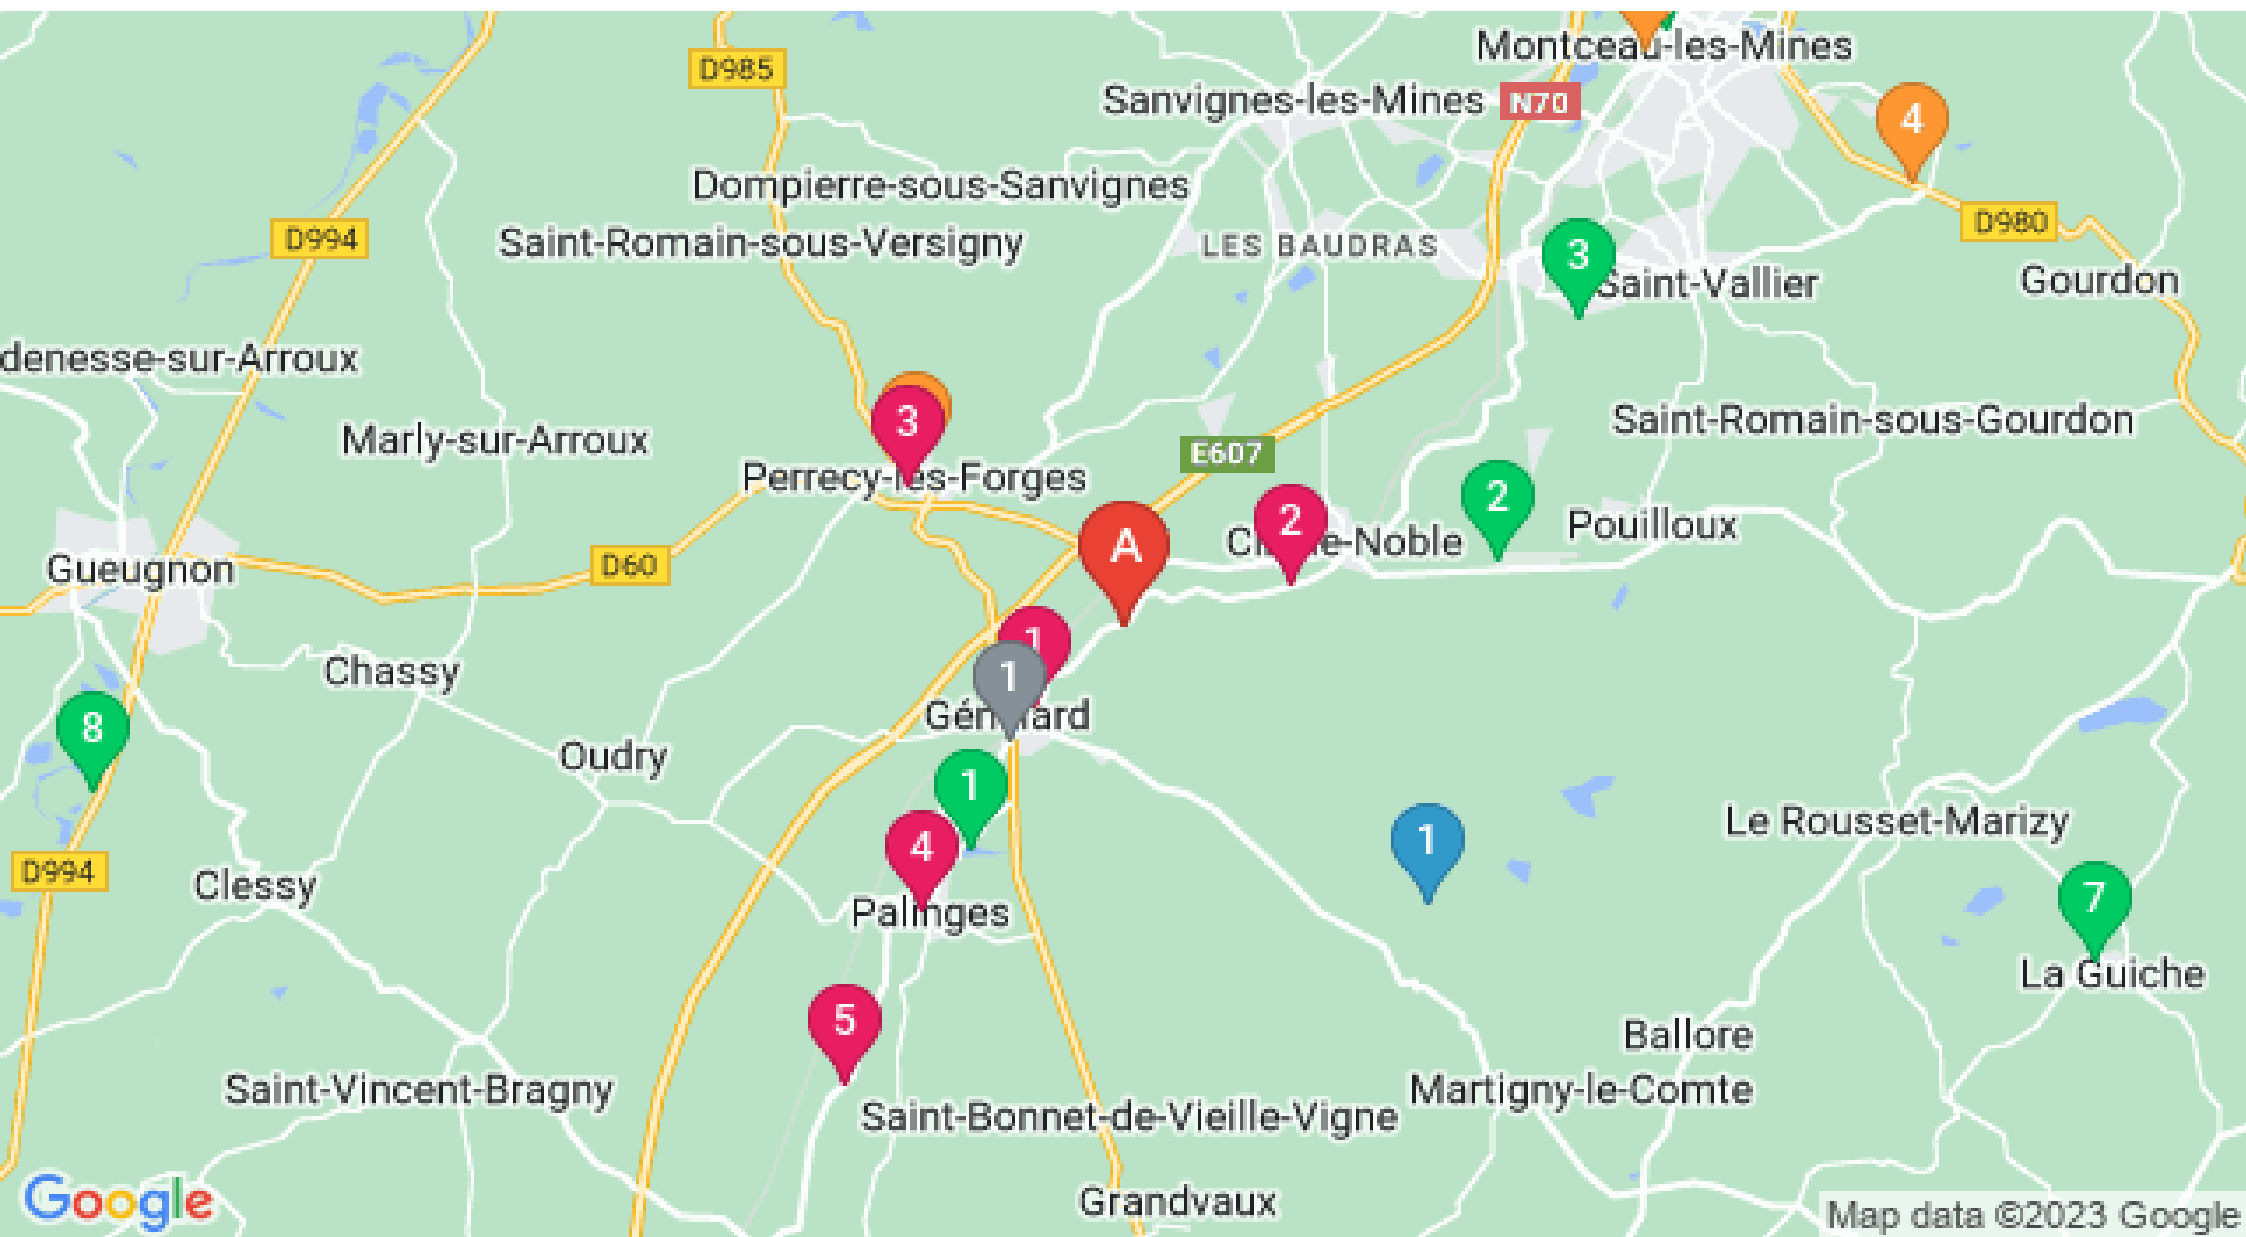 Montceau-les-Mines
D985
Sanvignes-les-Mines
N70
4
Dompierre-sous-Sanvignes
D994
Saint-Romain-sous-Versigny
LES BAUDRAS
3
D980
Saint-Vallier
Gourdon
denesse-sur-Arroux
3
Marly-sur-Arroux
Saint-Romain-sous-Gourdon
E607
Perrecy-les-Forges
2
2
Pouilloux
A
D60
Gueugnon
1
Chassy
1
8
Oudry
1
4
1
Le Rousset-Marizy
D994
Clessy
Palinges
7
La Guiche
5
Ballore
Saint-Vincent-Bragny
Martigny-le-Comte
Saint-Bonnet-de-Vieille-Vigne
Google
Grandvaux
Map data ©2023 Google